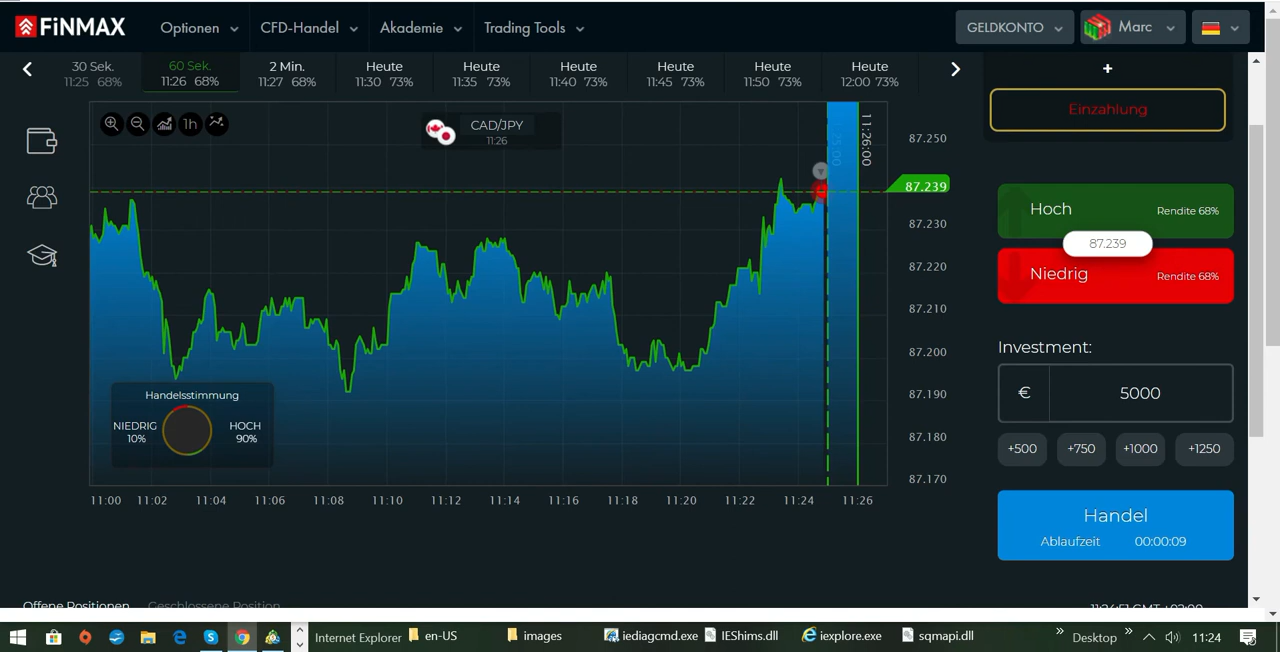 FiNMAX
Optionen
CFD-Handel
Akademie
Trading Tools
GELDKONTO
Marc
30 Sek.
11:25 68%
60 Sek.
11:26 68%
2 Min.
11:27 68%
Heute
11:30 73%
Heute
11:35 73%
Heute
11:40 73%
Heute
11:45 73%
Heute
11:50 73%
Heute
12:00 73%
1h
CAD/JPY
11:26
11:26:00
87.250
87.239
87.230
87.220
87.210
87.200
87.190
87.180
87.170
Handelsstimmung
NIEDRIG
10%
HOCH
90%
11:00 11:02 11:04 11:06 11:08 11:10 11:12 11:14 11:16 11:18 11:20 11:22 11:24 11:26
+
Einzahlung
Hoch
Rendite 68%
87.239
Niedrig
Rendite 68%
Investment:
€ 5000
+500 +750 +1000 +1250
Handel
Ablaufzeit 00:00:09
Offene Positionen
Geschlossene Position
Internet Explorer
en-US
images
iediagcmd.exe
IEShims.dll
iexplore.exe
sqmapi.dll
» Desktop »
11:24